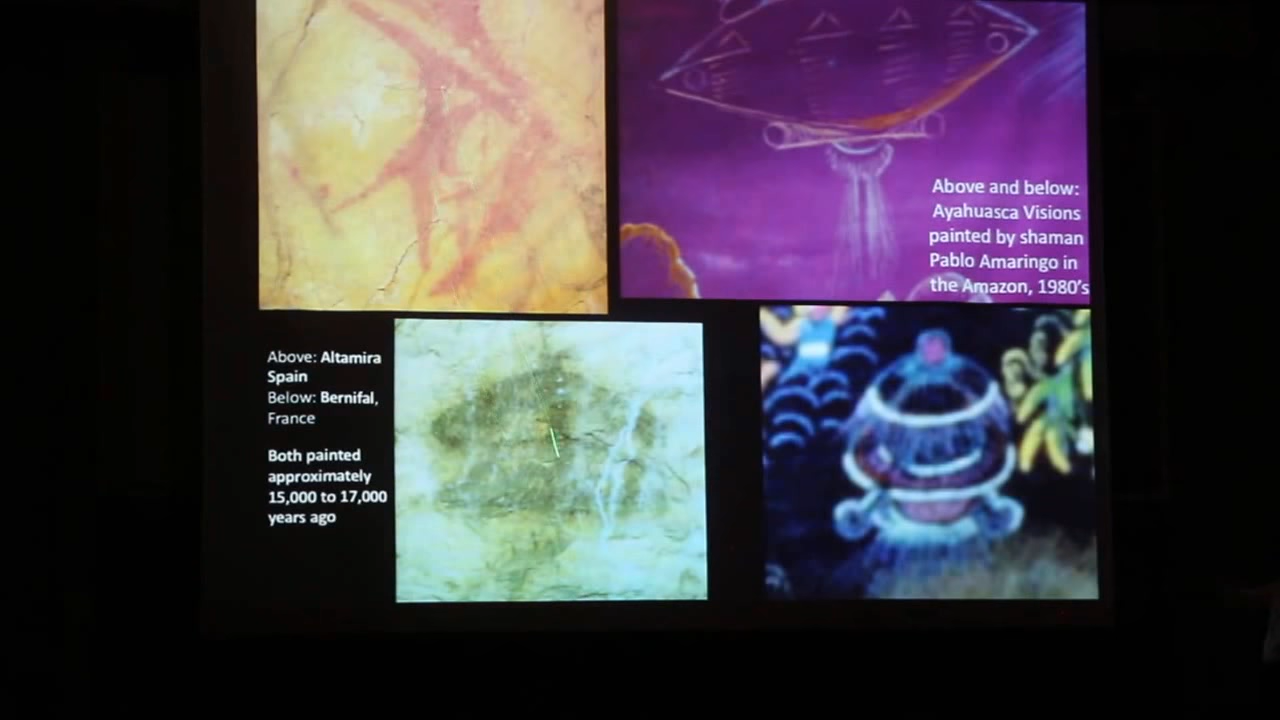 Above and below:
Ayahuasca Visions
painted by shaman
Pablo Amaringo in
the Amazon, 1980's
Above: Altamira
Spain
Below: Bernifal,
France
Both painted
approximately
15,000 to 17,000
years ago